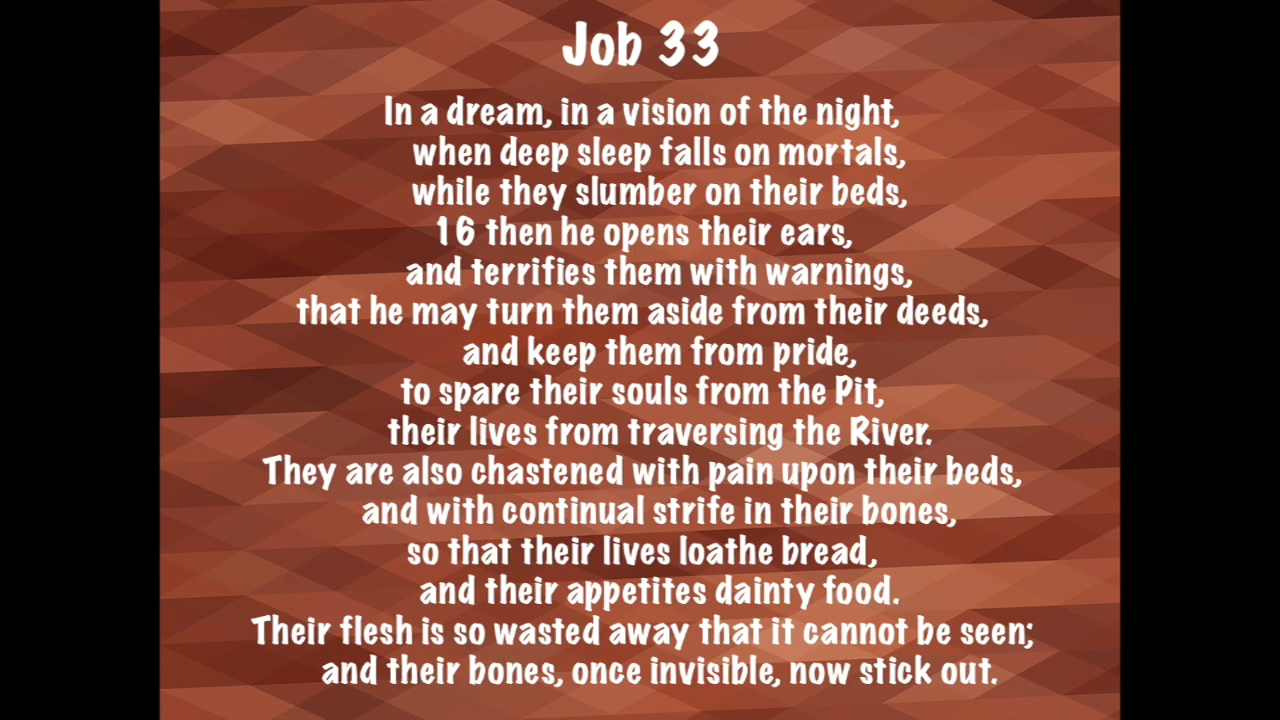 Job 33
In a dream, in a vision of the night,
when deep sleep falls on mortals,
while they slumber on their beds,
16 then he opens their ears,
and terrifies them with warnings,
that he may turn them aside from their deeds,
and keep them from pride,
to spare their souls from the Pit,
their lives from traversing the River.
They are also chastened with pain upon their beds,
and with continual strife in their bones,
so that their lives loathe bread,
and their appetites dainty food.
Their flesh is so wasted away that it cannot be seen;
and their bones, once invisible, now stick out.